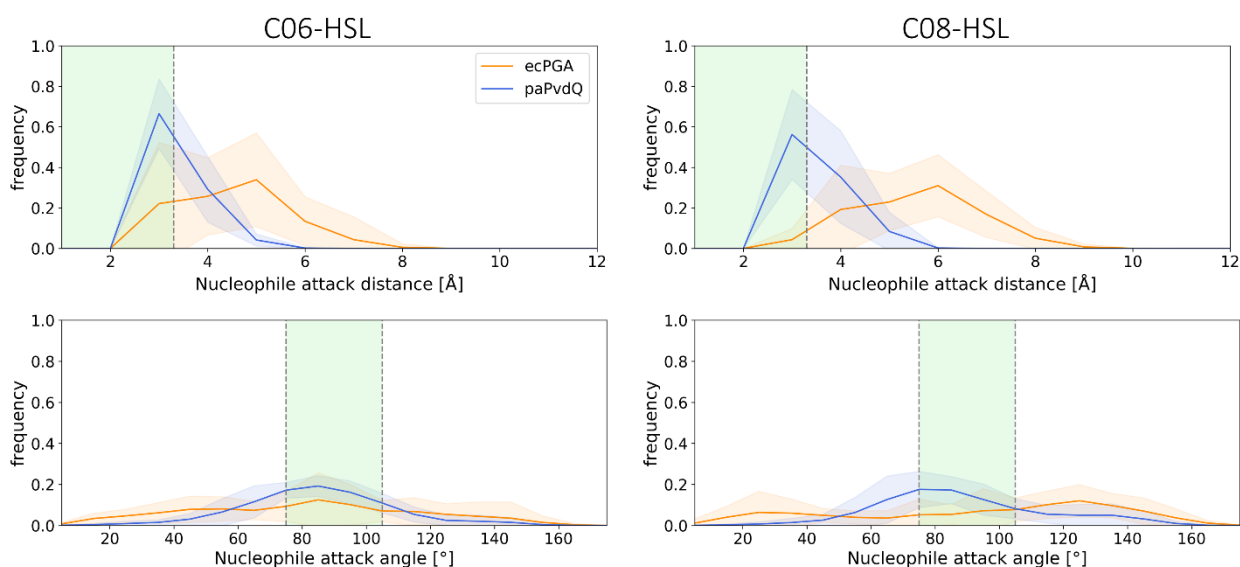 C06-HSL
C08-HSL
1.0
0.8
0.6
0.4
0.2
0.0
frequency
ecPGA
paPvdQ
2 4 6 8 10 12
Nucleophile attack distance [Å]
1.0
0.8
0.6
0.4
0.2
0.0
frequency
2 4 6 8 10 12
Nucleophile attack distance [Å]
1.0
0.8
0.6
0.4
0.2
0.0
frequency
20 40 60 80 100 120 140 160
Nucleophile attack angle [°]
1.0
0.8
0.6
0.4
0.2
0.0
frequency
20 40 60 80 100 120 140 160
Nucleophile attack angle [°]